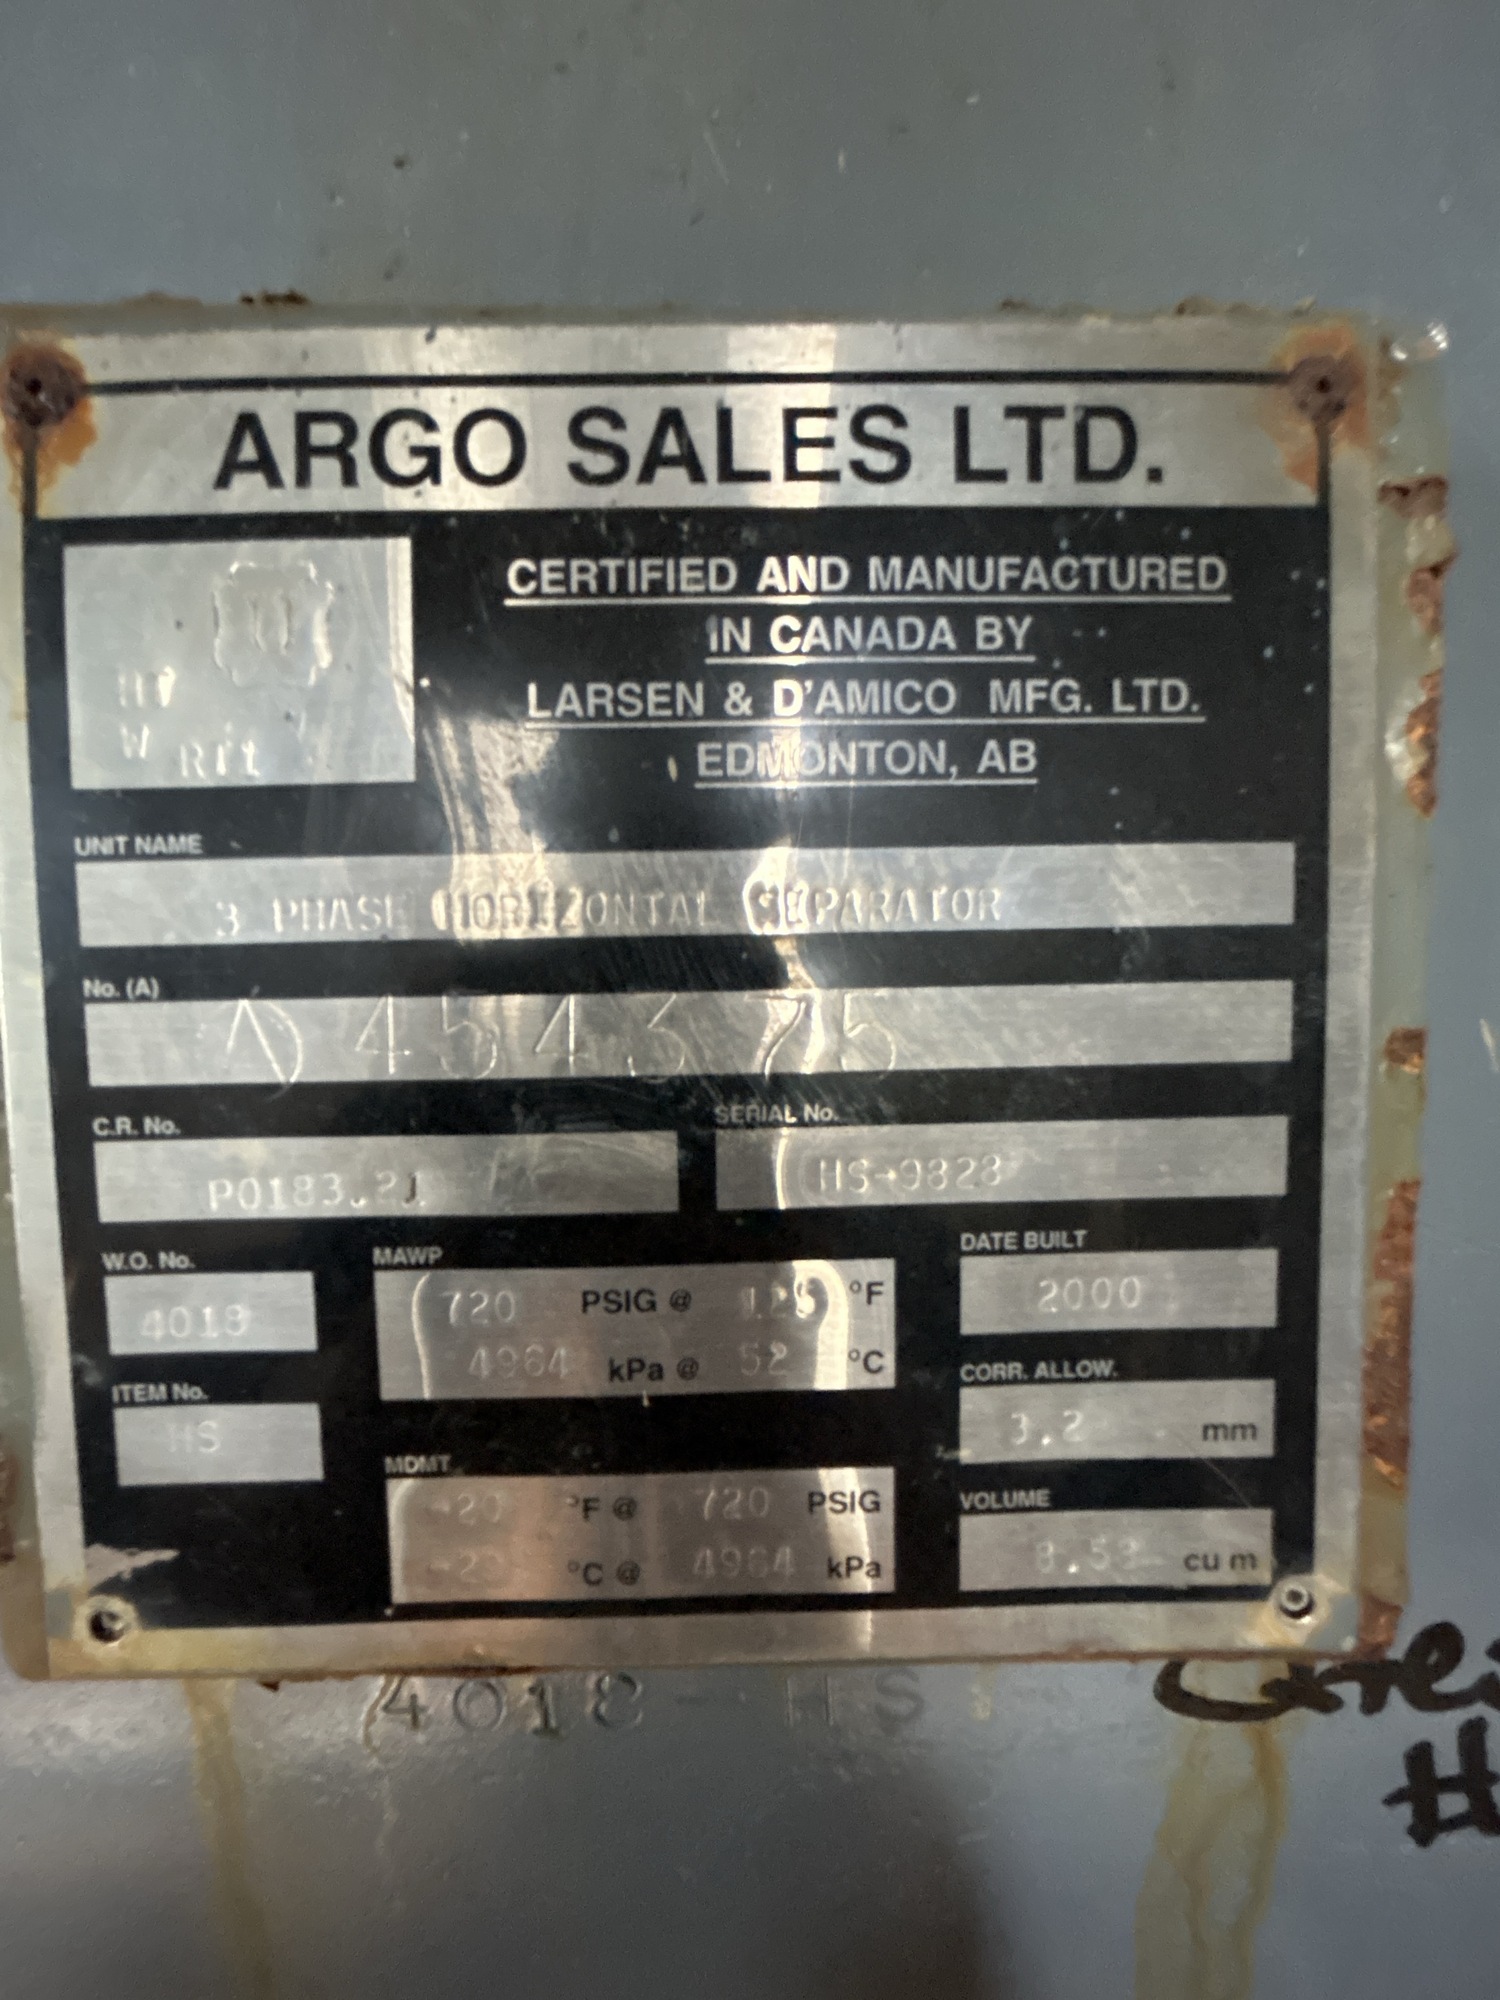 ARGO SALES LTD.
CERTIFIED AND MANUFACTURED
IN CANADA BY
LARSEN & D'AMICO MFG. LTD.
EDMONTON, AB
U
W
RT1
UNIT NAME
3 PHASE HORIZONTAL SEPARATOR
No. (A)
454375
C.R. No.
P0183.21
SERIAL No.
HS-9828
W.O. No.
4018
MAWP
720 PSIG @ 125 °F
4964 kPa @ 52 °C
DATE BUILT
2000
ITEM No.
HS
CORR. ALLOW.
3.2 mm
MDMT
-20 °F @ 720 PSIG
°C @ 4964 kPa
VOLUME
cu m
4018 - HS